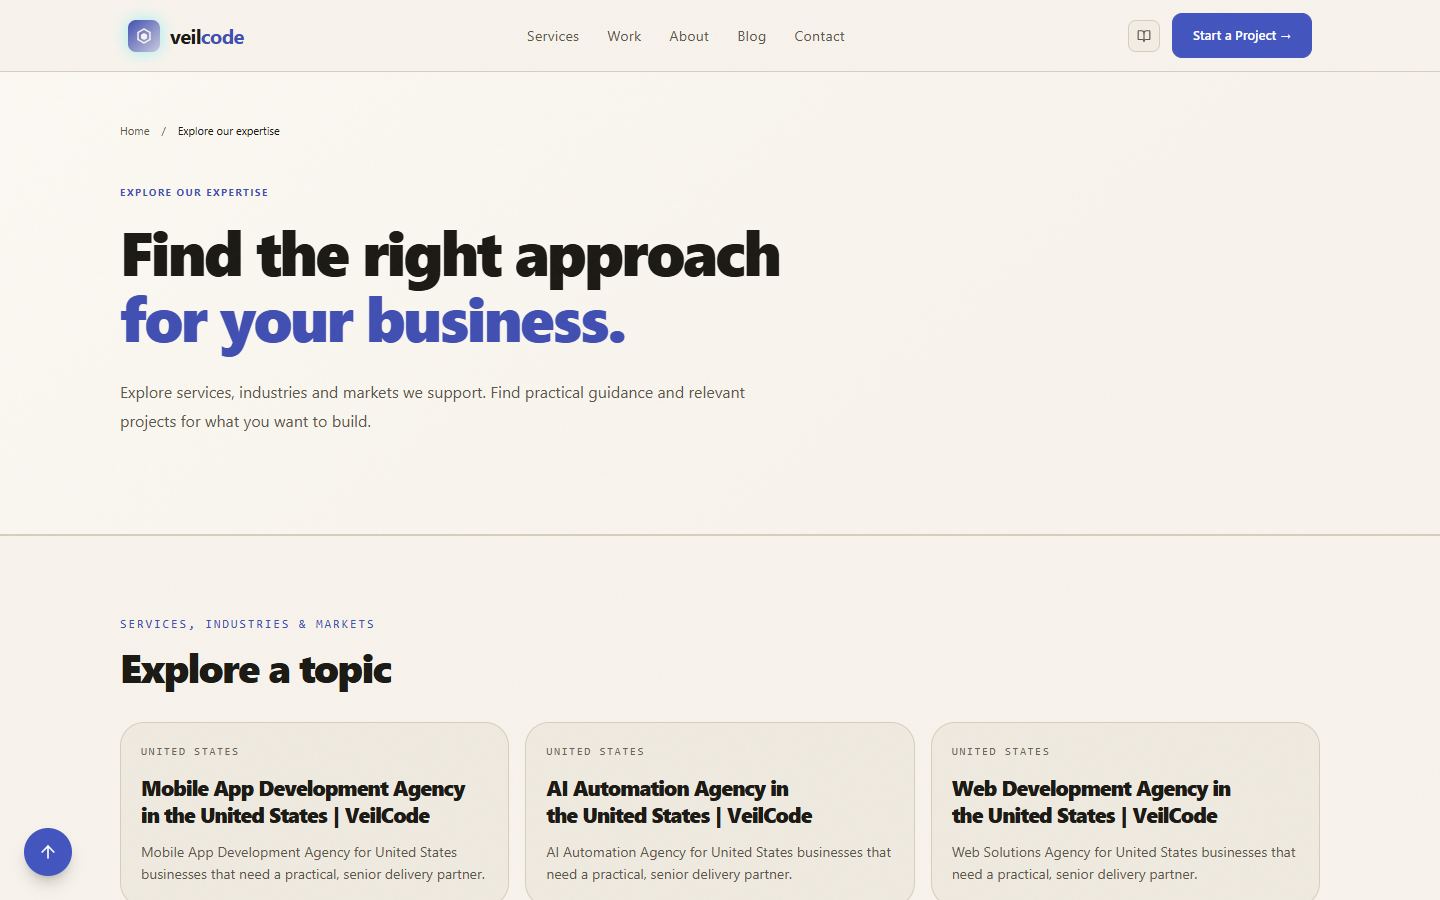 veilcode
Services
Work
About
Blog
Contact
Start a Project →
Home / Explore our expertise
EXPLORE OUR EXPERTISE
Find the right approach
for your business.
Explore services, industries and markets we support. Find practical guidance and relevant
projects for what you want to build.
SERVICES, INDUSTRIES & MARKETS
Explore a topic
UNITED STATES
Mobile App Development Agency
in the United States | VeilCode
Mobile App Development Agency for United States
businesses that need a practical, senior delivery partner.
UNITED STATES
AI Automation Agency in
the United States | VeilCode
AI Automation Agency for United States businesses that
need a practical, senior delivery partner.
UNITED STATES
Web Development Agency in
the United States | VeilCode
Web Solutions Agency for United States businesses that
need a practical, senior delivery partner.